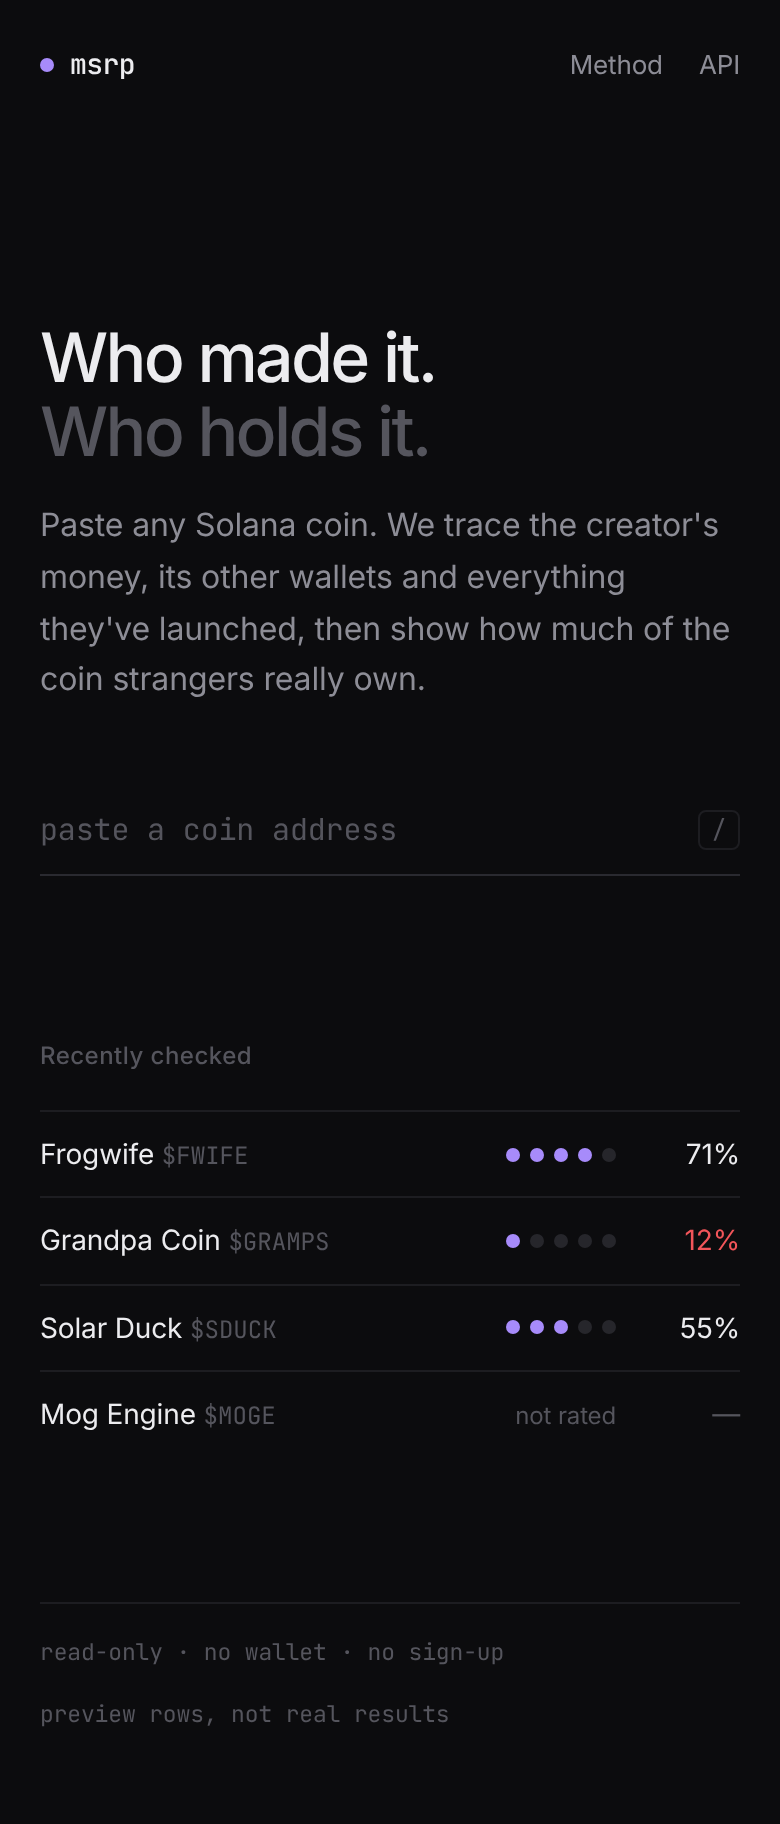 msrp
Method API
Who made it.
Who holds it.
Paste any Solana coin. We trace the creator's
money, its other wallets and everything
they've launched, then show how much of the
coin strangers really own.
paste a coin address /
Recently checked
Frogwife $FWIFE 71%
Grandpa Coin $GRAMPS 12%
Solar Duck $SDUCK 55%
Mog Engine $MOGE not rated —
read-only · no wallet · no sign-up
preview rows, not real results